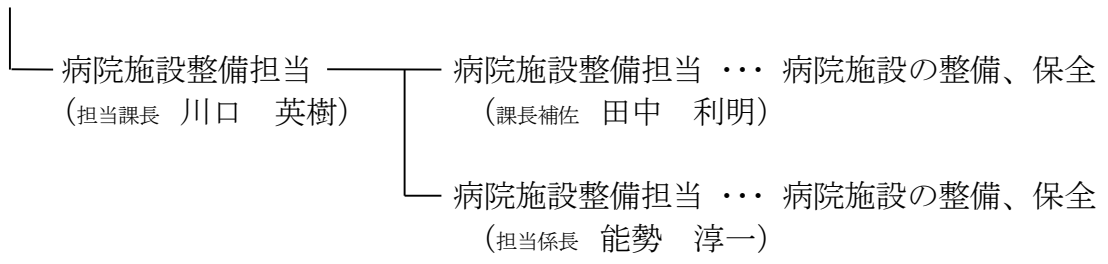 病院施設整備担当 病院施設整備担当 ・・・ 病院施設の整備、保全
（担当課長 川口 英樹） （課長補佐 田中 利明）
病院施設整備担当 ・・・ 病院施設の整備、保全
（担当係長 能勢 淳一）